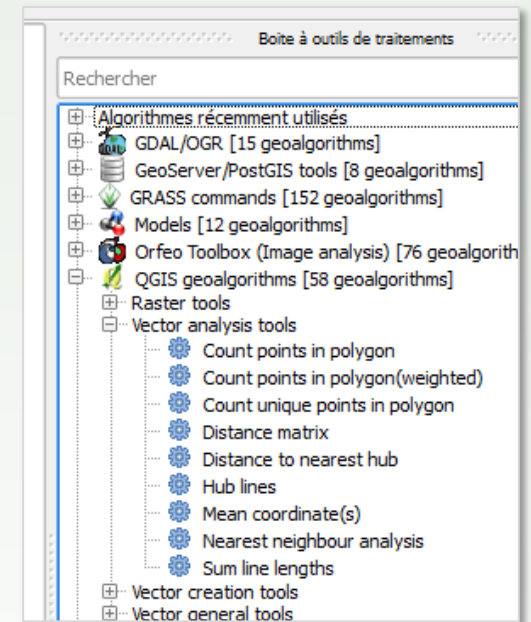 Boite à outils de traitements
Rechercher
Algorithmes récemment utilisés
GDAL/OGR [15 geoalgorithms]
GeoServer/PostGIS tools [8 geoalgorithms]
GRASS commands [152 geoalgorithms]
Models [12 geoalgorithms]
Orfeo Toolbox (Image analysis) [76 geoalgorith
QGIS geoalgorithms [58 geoalgorithms]
Raster tools
Vector analysis tools
Count points in polygon
Count points in polygon(weighted)
Count unique points in polygon
Distance matrix
Distance to nearest hub
Hub lines
Mean coordinate(s)
Nearest neighbour analysis
Sum line lengths
Vector creation tools
Vector general tools